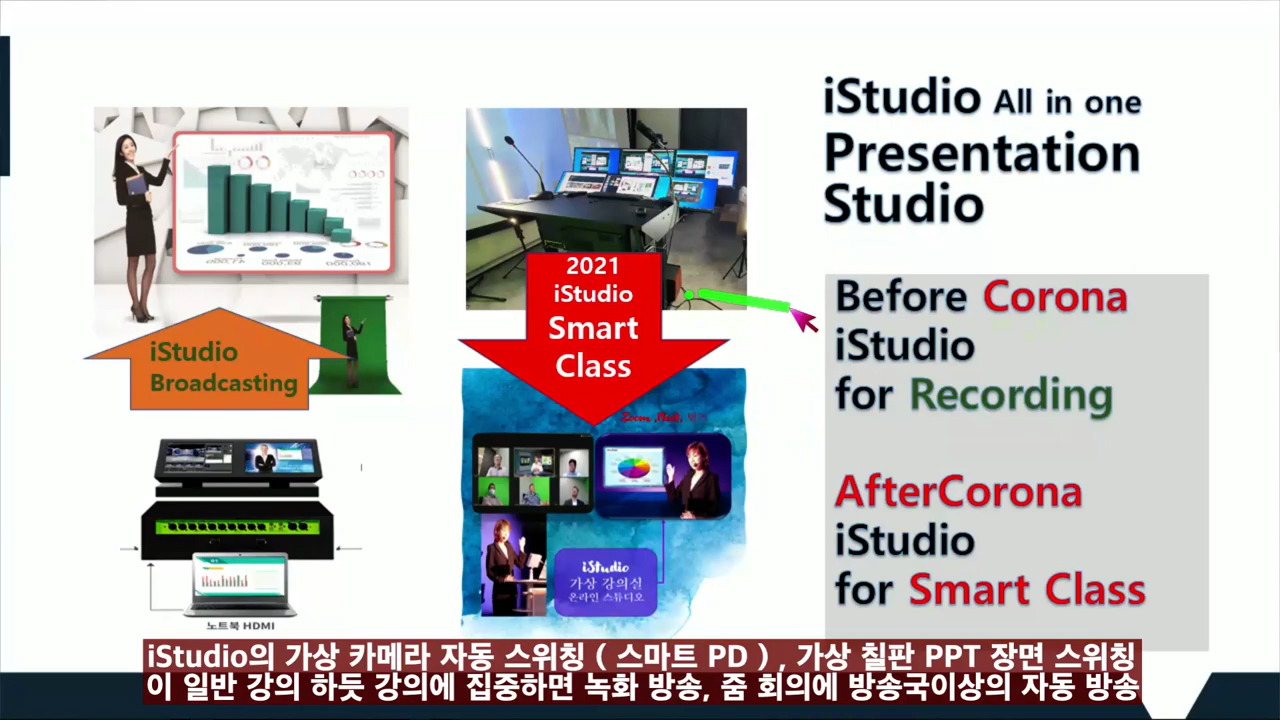 iStudio All in one
Presentation
Studio
2021
iStudio
Smart
Class
Before Corona
iStudio
for Recording
iStudio
Broadcasting
AfterCorona
iStudio
for Smart Class
iStudio
가상 강의실
온라인 스튜디오
노트북 HDMI
iStudio의 가상 카메라 자동 스위칭 ( 스마트 PD ) , 가상 칠판 PPT 장면 스위칭
이 일반 강의 하듯 강의에 집중하면 녹화 방송, 줌 회의에 방송국이상의 자동 방송